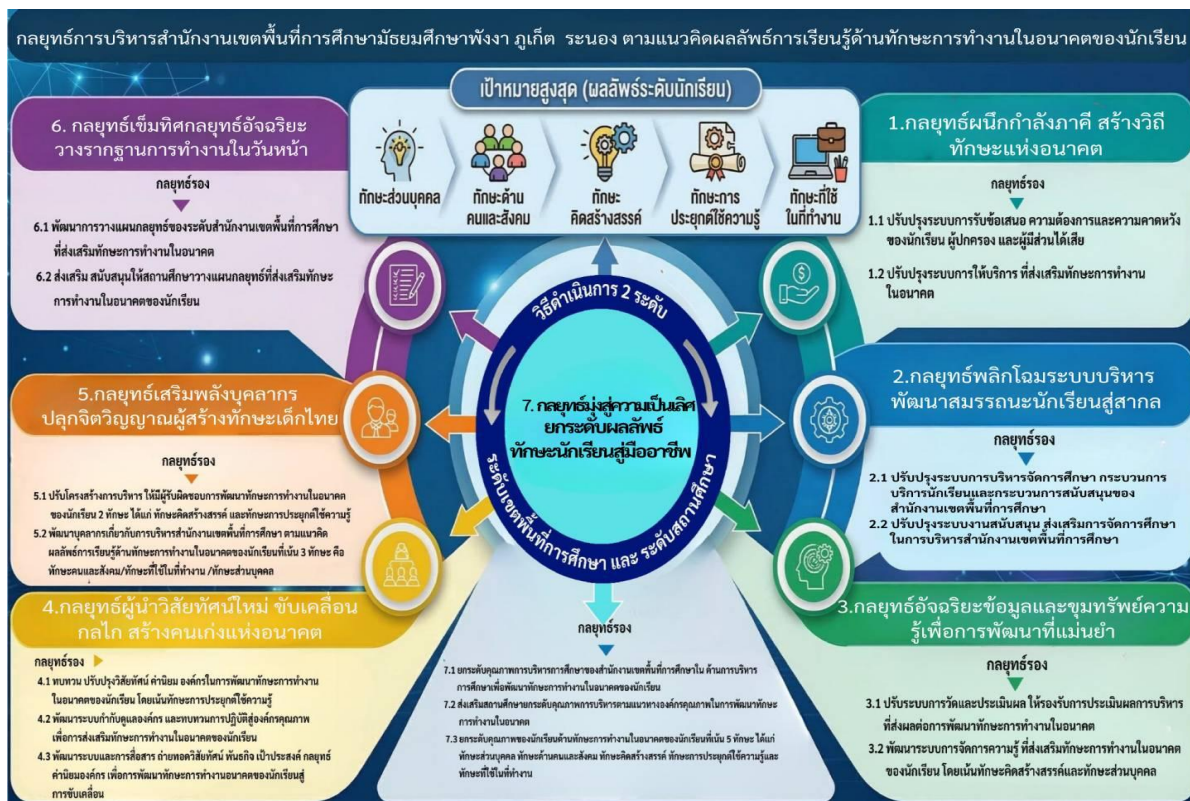 กลยุทธ์การบริหารสำนักงานเขตพื้นที่การศึกษามัธยมศึกษาพังงา ภูเก็ต ระนอง ตามแนวคิดผลลัพธ์การเรียนรู้ด้านทักษะการทำงานในอนาคตของนักเรียน
เป้าหมายสูงสุด (ผลลัพธ์ระดับนักเรียน)
ทักษะส่วนบุคคล
ทักษะด้าน
คนและสังคม
ทักษะ
คิดสร้างสรรค์
ทักษะการ
ประยุกต์ใช้ความรู้
ทักษะที่ใช้
ในที่ทำงาน
1.กลยุทธ์ผนึกกำลังภาคี สร้างวิถี
ทักษะแห่งอนาคต
กลยุทธ์รอง
1.1 ปรับปรุงระบบการรับข้อเสนอ ความต้องการและความคาดหวัง
ของนักเรียน ผู้ปกครอง และผู้มีส่วนได้เสีย
1.2 ปรับปรุงระบบการให้บริการ ที่ส่งเสริมทักษะการทำงาน
ในอนาคต
2.กลยุทธ์พลิกโฉมระบบบริหาร
พัฒนาสมรรถนะนักเรียนสู่สากล
กลยุทธ์รอง
2.1 ปรับปรุงระบบการบริหารจัดการศึกษา กระบวนการ
บริการนักเรียนและกระบวนการสนับสนุนของ
สำนักงานเขตพื้นที่การศึกษา
2.2 ปรับปรุงระบบงานสนับสนุน ส่งเสริมการจัดการศึกษา
ในการบริหารสำนักงานเขตพื้นที่การศึกษา
3.กลยุทธ์อัจฉริยะข้อมูลและขุมทรัพย์ความ
รู้เพื่อการพัฒนาที่แม่นยำ
กลยุทธ์รอง
3.1 ปรับระบบการวัดและประเมินผล ให้รองรับการประเมินผลการบริหาร
ที่ส่งผลต่อการพัฒนาทักษะการทำงานในอนาคต
3.2 พัฒนาระบบการจัดการความรู้ ที่ส่งเสริมทักษะการทำงานในอนาคต
ของนักเรียน โดยเน้นทักษะคิดสร้างสรรค์และทักษะส่วนบุคคล
4.กลยุทธ์ผู้นำวิสัยทัศน์ใหม่ ขับเคลื่อน
กลไก สร้างคนเก่งแห่งอนาคต
กลยุทธ์รอง
4.1 ทบทวน ปรับปรุงวิสัยทัศน์ ค่านิยม องค์กรในการพัฒนาทักษะการทำงาน
ในอนาคตของนักเรียน โดยเน้นทักษะการประยุกต์ใช้ความรู้
4.2 พัฒนาระบบกำกับดูแลองค์กร และทบทวนการปฏิบัติสู่องค์กรคุณภาพ
เพื่อการส่งเสริมทักษะการทำงานในอนาคตของนักเรียน
4.3 พัฒนาระบบและการสื่อสาร ถ่ายทอดวิสัยทัศน์ พันธกิจ เป้าประสงค์ กลยุทธ์
ค่านิยมองค์กร เพื่อการพัฒนาทักษะการทำงานอนาคตของนักเรียนสู่
การขับเคลื่อน
5.กลยุทธ์เสริมพลังบุคลากร
ปลุกจิตวิญญาณผู้สร้างทักษะเด็กไทย
กลยุทธ์รอง
5.1 ปรับโครงสร้างการบริหาร ให้มีผู้รับผิดชอบการพัฒนาทักษะการทำงานในอนาคต
ของนักเรียน 2 ทักษะ ได้แก่ ทักษะคิดสร้างสรรค์ และทักษะการประยุกต์ใช้ความรู้
5.2 พัฒนาบุคลากรเกี่ยวกับการบริหารสำนักงานเขตพื้นที่การศึกษา ตามแนวคิด
ผลลัพธ์การเรียนรู้ด้านทักษะการทำงานในอนาคตของนักเรียนที่เน้น 3 ทักษะ คือ
ทักษะคนและสังคม/ทักษะที่ใช้ในที่ทำงาน /ทักษะส่วนบุคคล
6. กลยุทธ์เข็มทิศกลยุทธ์อัจฉริยะ
วางรากฐานการทำงานในวันหน้า
กลยุทธ์รอง
6.1 พัฒนาการวางแผนกลยุทธ์ของระดับสำนักงานเขตพื้นที่การศึกษา
ที่ส่งเสริมทักษะการทำงานในอนาคต
6.2 ส่งเสริม สนับสนุนให้สถานศึกษาวางแผนกลยุทธ์ที่ส่งเสริมทักษะ
การทำงานในอนาคตของนักเรียน
วิธีดำเนินการ 2 ระดับ
7. กลยุทธ์มุ่งสู่ความเป็นเลิศ
ยกระดับผลลัพธ์
ทักษะนักเรียนสู่มืออาชีพ
ระดับเขตพื้นที่การศึกษา และ ระดับสถานศึกษา
กลยุทธ์รอง
7.1 ยกระดับคุณภาพการบริหารการศึกษาของสำนักงานเขตพื้นที่การศึกษาใน ด้านการบริหาร
การศึกษาเพื่อพัฒนาทักษะการทำงานในอนาคตของนักเรียน
7.2 ส่งเสริมสถานศึกษายกระดับคุณภาพการบริหารตามแนวทางองค์กรคุณภาพในการพัฒนาทักษะ
การทำงานในอนาคต
7.3 ยกระดับคุณภาพของนักเรียนด้านทักษะการทำงานในอนาคตของนักเรียนที่เน้น 5 ทักษะ ได้แก่
ทักษะส่วนบุคคล ทักษะด้านคนและสังคม ทักษะคิดสร้างสรรค์ ทักษะการประยุกต์ใช้ความรู้และ
ทักษะที่ใช้ในที่ทำงาน